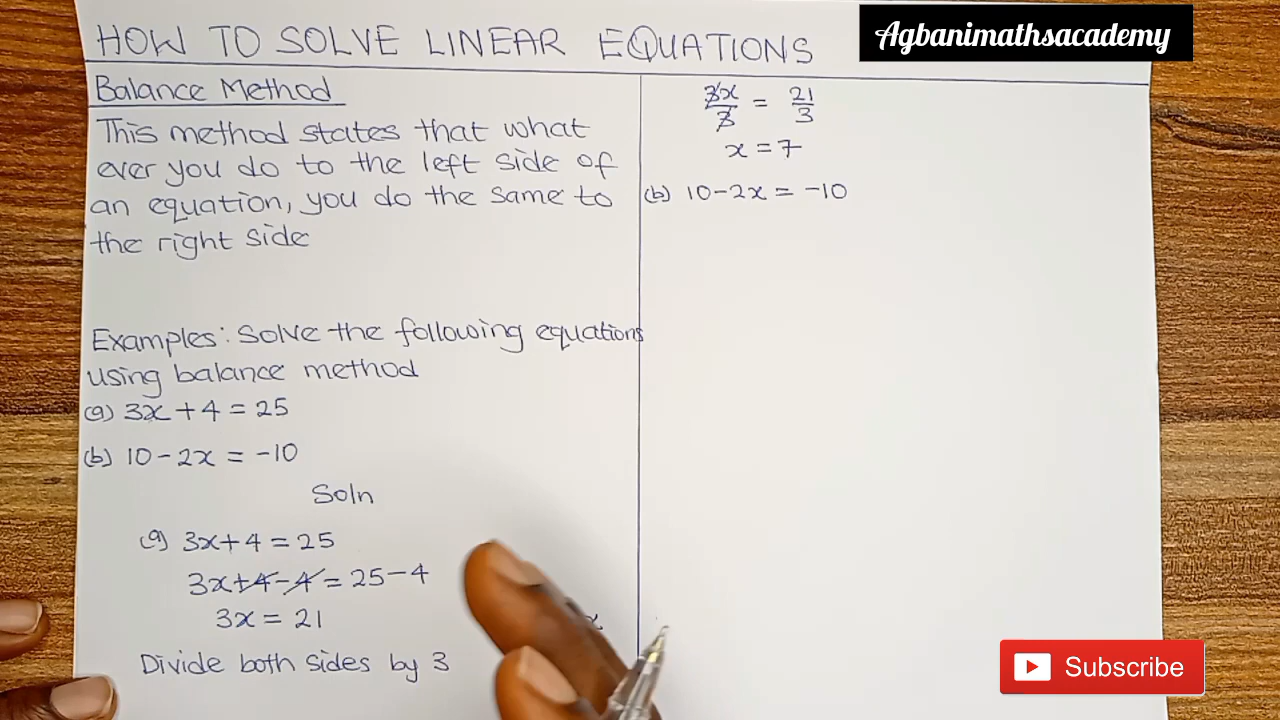 HOW TO SOLVE LINEAR EQUATIONS
Agbanimathsacademy
Balance Method
This method states that what
ever you do to the left side of
an equation, you do the same to
the right side
Examples: Solve the following equations
using balance method
(a) 3x + 4 = 25
(b) 10 - 2x = -10
Soln
(a) 3x + 4 = 25
3x + 4 - 4 = 25 - 4
3x = 21
Divide both sides by 3
3x/3 = 21/3
x = 7
(b) 10 - 2x = -10
Subscribe